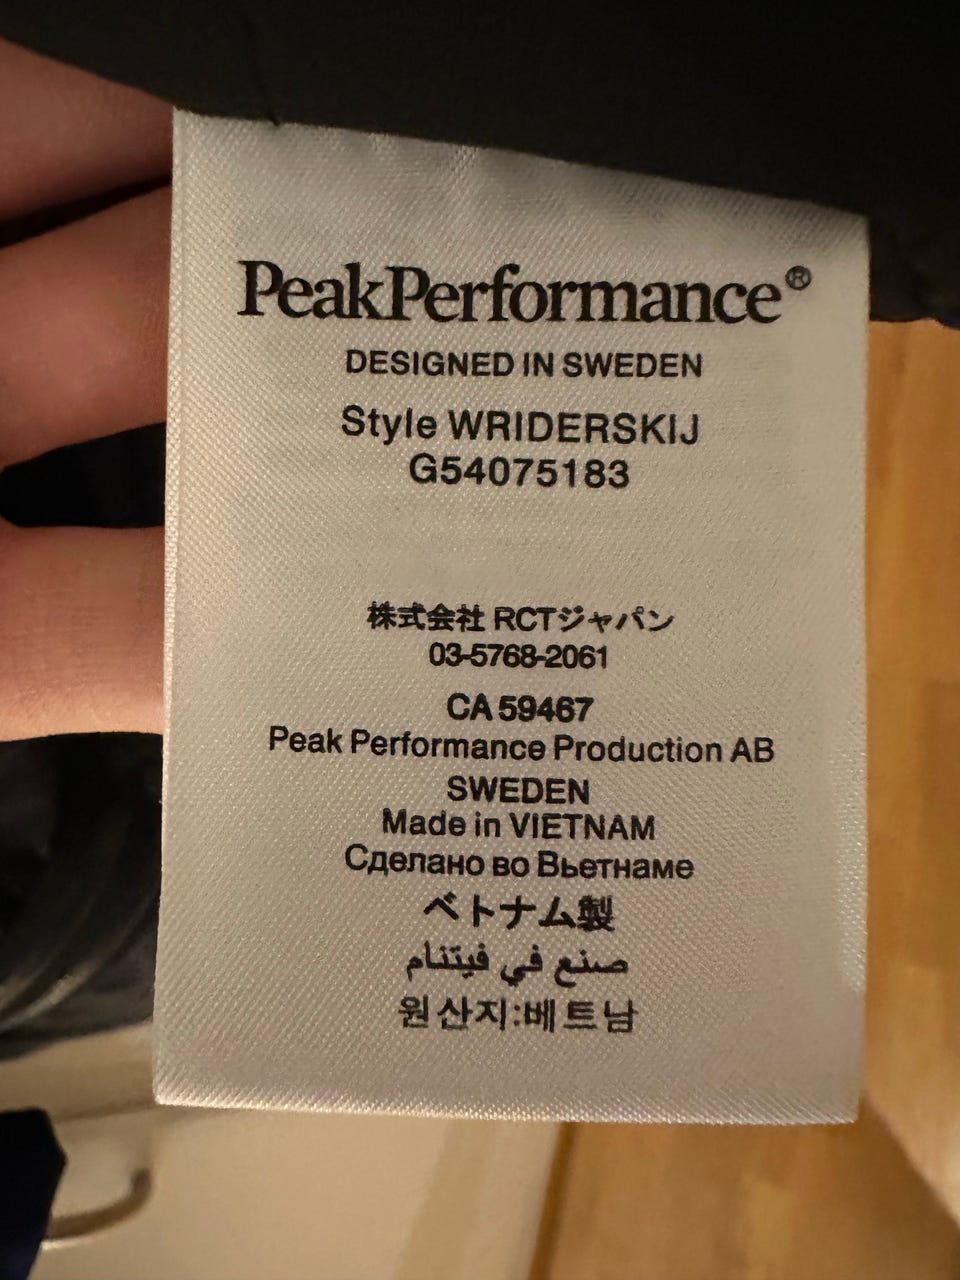 PeakPerformance®
DESIGNED IN SWEDEN
Style WRIDERSKIJ
G54075183
株式会社 RCTジャパン
03-5768-2061
CA 59467
Peak Performance Production AB
SWEDEN
Made in VIETNAM
Сделано во Вьетнаме
ベトナム製
صنع في فيتنام
원산지:베트남